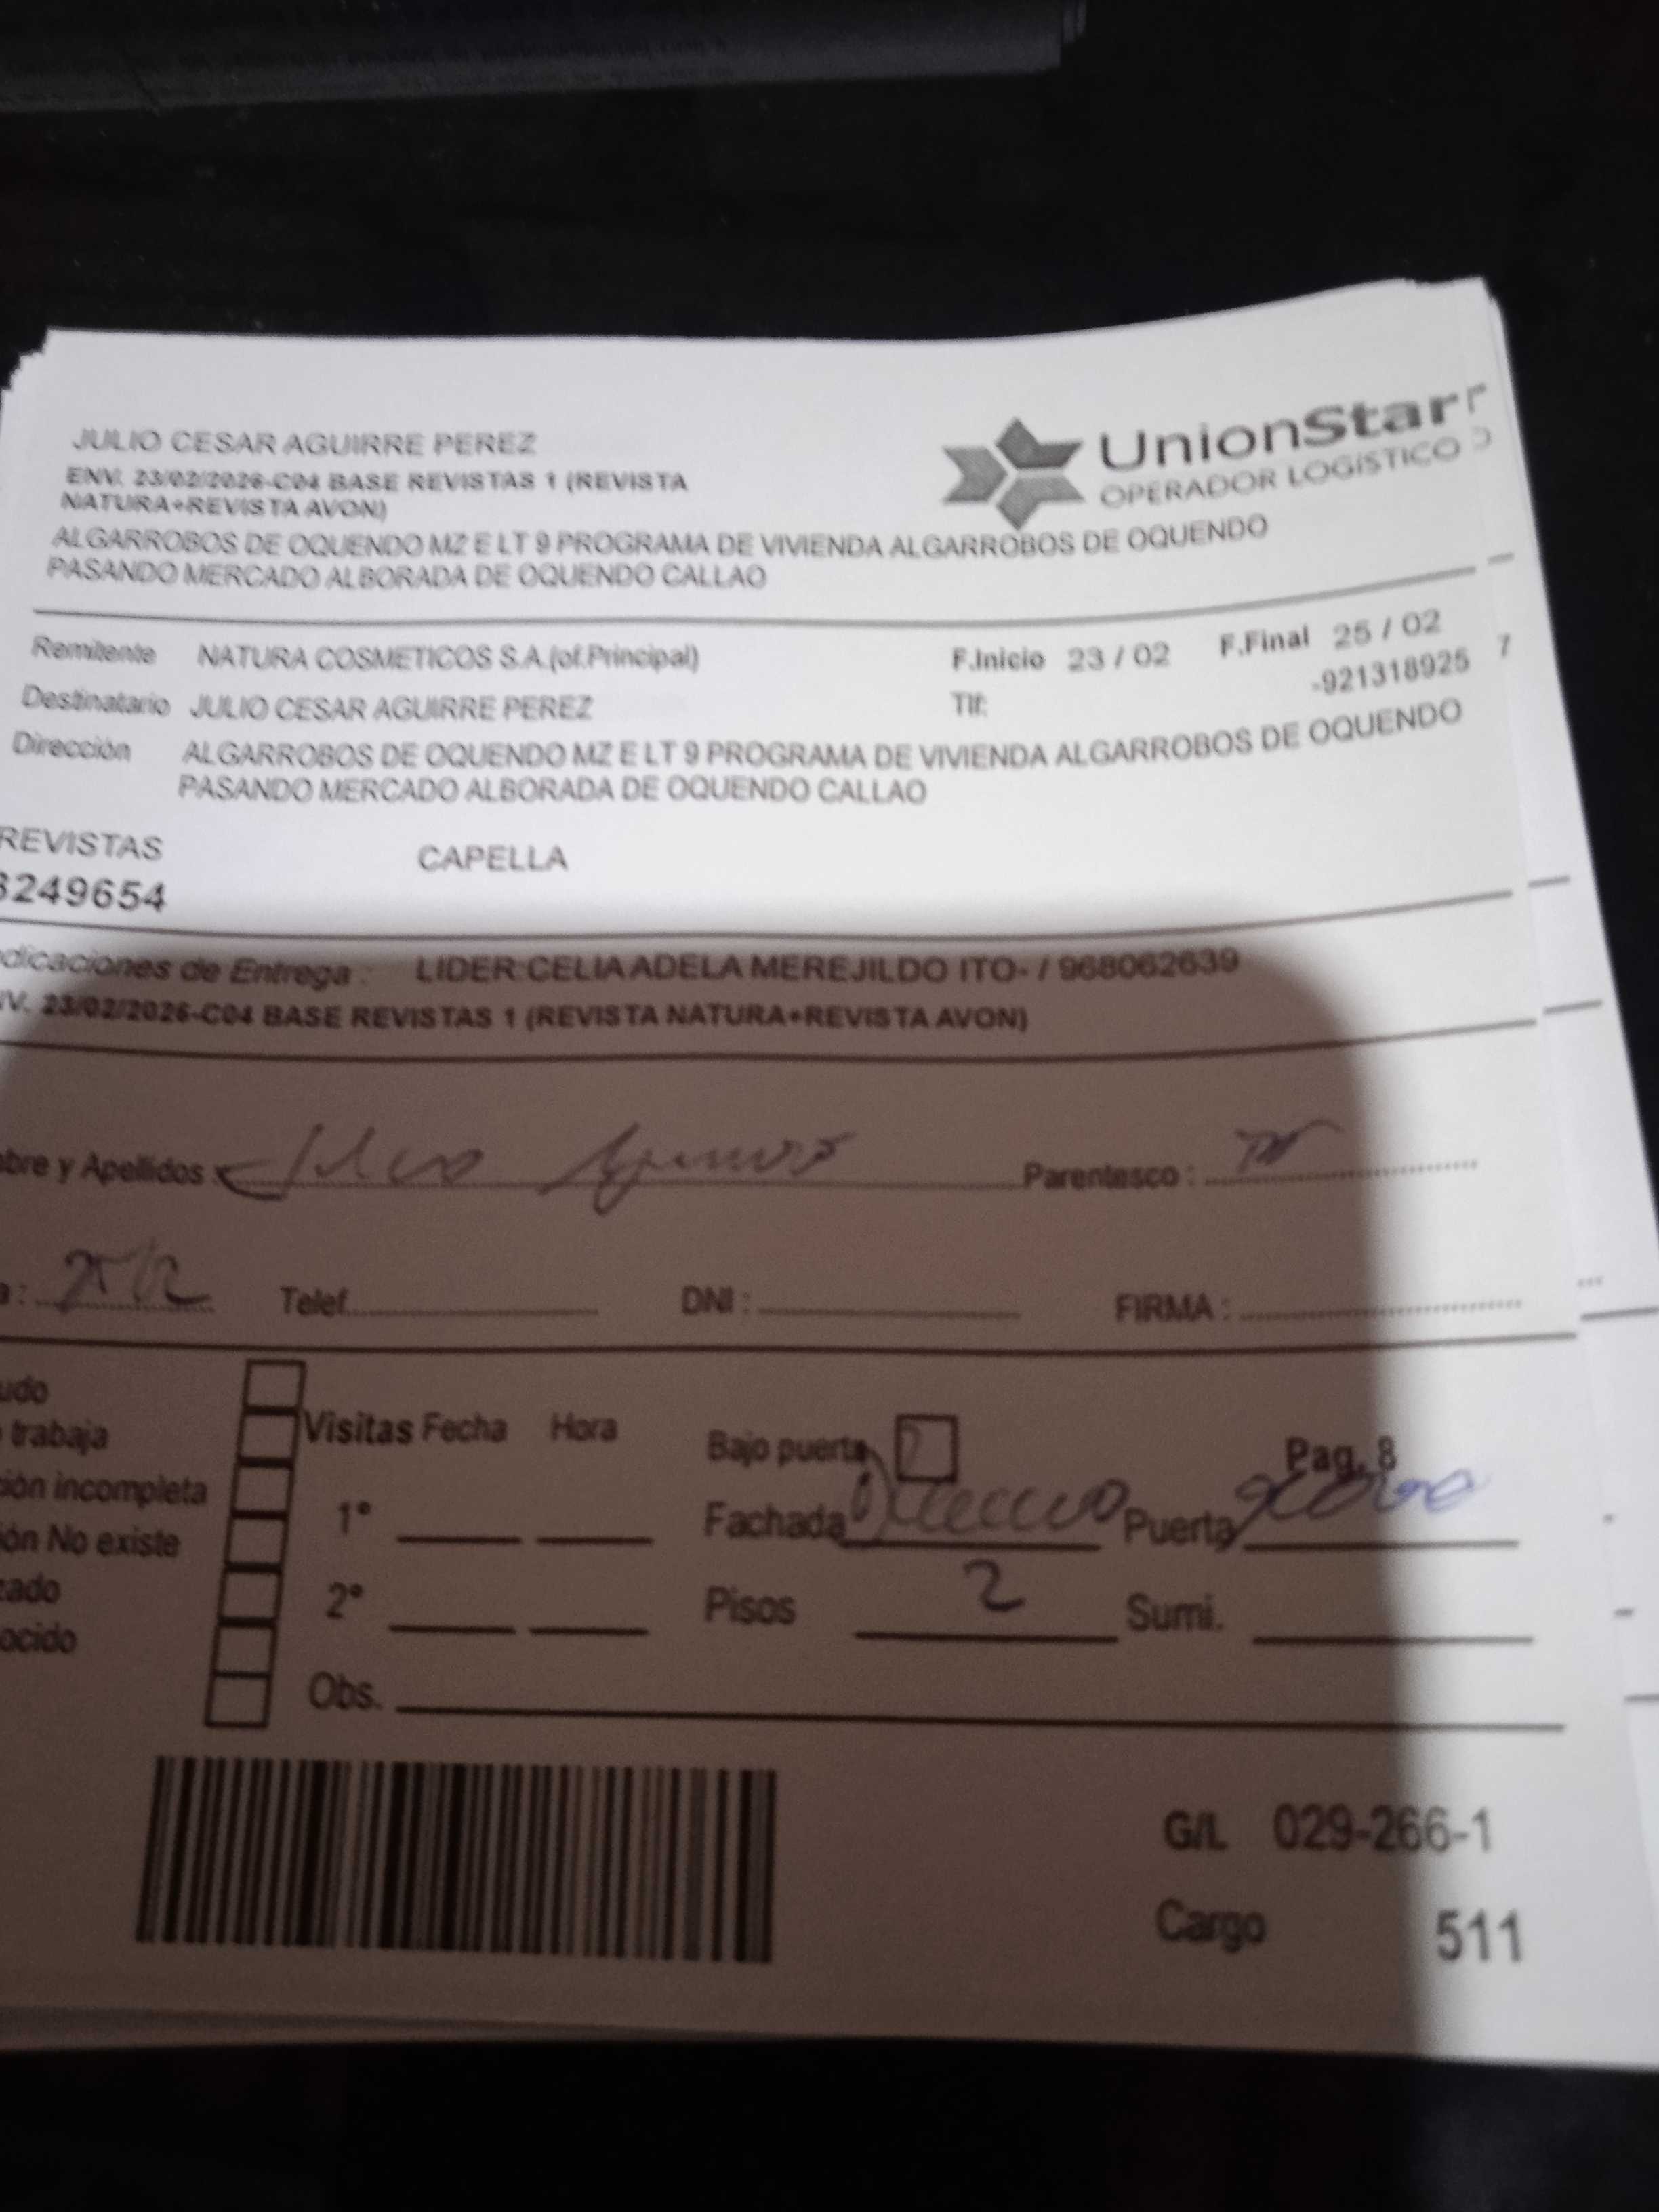 JULIO CESAR AGUIRRE PEREZ
ENV. 23/02/2026-C04 BASE REVISTAS 1 (REVISTA
NATURA+REVISTA AVON)
UnionStar
OPERADOR LOGÍSTICO
ALGARROBOS DE OQUENDO MZ E LT 9 PROGRAMA DE VIVIENDA ALGARROBOS DE OQUENDO
PASANDO MERCADO ALBORADA DE OQUENDO CALLAO
Remitente NATURA COSMETICOS S.A.(of.Principal) F.Inicio 23 / 02 F.Final 25 / 02
Destinatario JULIO CESAR AGUIRRE PEREZ Tlf: -921318925 7
Dirección ALGARROBOS DE OQUENDO MZ E LT 9 PROGRAMA DE VIVIENDA ALGARROBOS DE OQUENDO
PASANDO MERCADO ALBORADA DE OQUENDO CALLAO
REVISTAS CAPELLA
3249654
dicaciones de Entrega : LIDER:CELIA ADELA MEREJILDO ITO- / 968062639
NV. 23/02/2026-C04 BASE REVISTAS 1 (REVISTA NATURA+REVISTA AVON)
bre y Apellidos : Parentesco :
a : Telef. DNI : FIRMA :
udo
trabaja
ción incompleta
ión No existe
zado
ocido
Visitas Fecha Hora
1°
2°
Obs.
Bajo puerta Pag. 8
Fachada Puerta
Pisos 2 Sumi.
G/L 029-266-1
Cargo 511